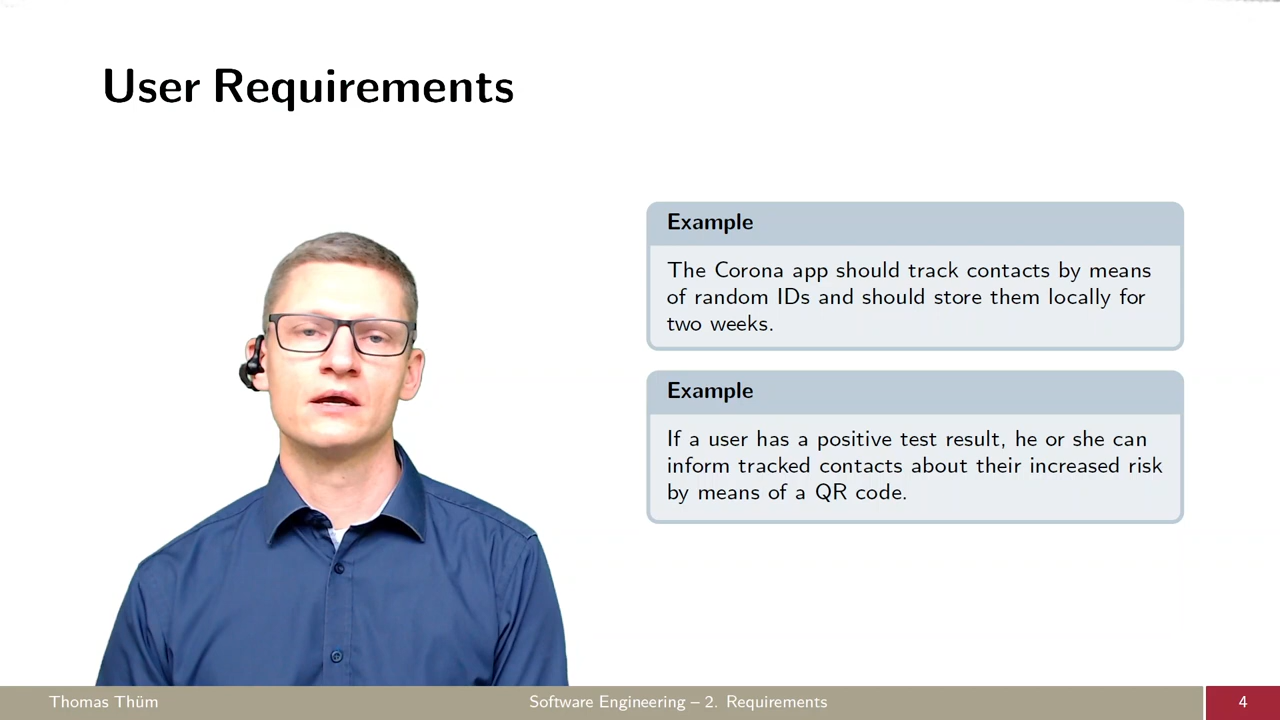 User Requirements
Example
The Corona app should track contacts by means
of random IDs and should store them locally for
two weeks.
Example
If a user has a positive test result, he or she can
inform tracked contacts about their increased risk
by means of a QR code.
Thomas Thüm
Software Engineering – 2. Requirements
4